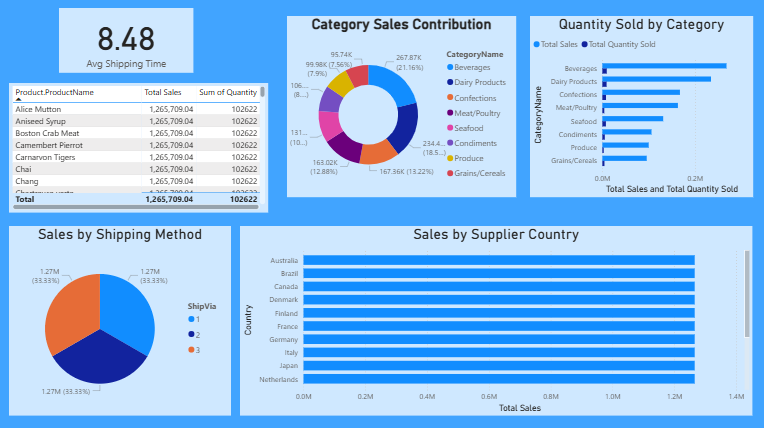 8.48
Avg Shipping Time
Product.ProductName Total Sales Sum of Quantity
Alice Mutton 1,265,709.04 102622
Aniseed Syrup 1,265,709.04 102622
Boston Crab Meat 1,265,709.04 102622
Camembert Pierrot 1,265,709.04 102622
Carnarvon Tigers 1,265,709.04 102622
Chai 1,265,709.04 102622
Chang 1,265,709.04 102622
Total 1,265,709.04 102622
Category Sales Contribution
95.74K
(7.56%)
99.98K
(7.9%)
106....
(8....)
131....
(10....)
163.02K
(12.88%)
167.36K (13.22%)
234.4...
(18.5...)
267.87K
(21.16%)
CategoryName
Beverages
Dairy Products
Confections
Meat/Poultry
Seafood
Condiments
Produce
Grains/Cereals
Quantity Sold by Category
Total Sales Total Quantity Sold
CategoryName
Beverages
Dairy Products
Confections
Meat/Poultry
Seafood
Condiments
Produce
Grains/Cereals
0.0M 0.2M
Total Sales and Total Quantity Sold
Sales by Shipping Method
1.27M
(33.33%)
1.27M
(33.33%)
1.27M (33.33%)
ShipVia
1
2
3
Sales by Supplier Country
Country
Australia
Brazil
Canada
Denmark
Finland
France
Germany
Italy
Japan
Netherlands
0.0M 0.2M 0.4M 0.6M 0.8M 1.0M 1.2M 1.4M
Total Sales